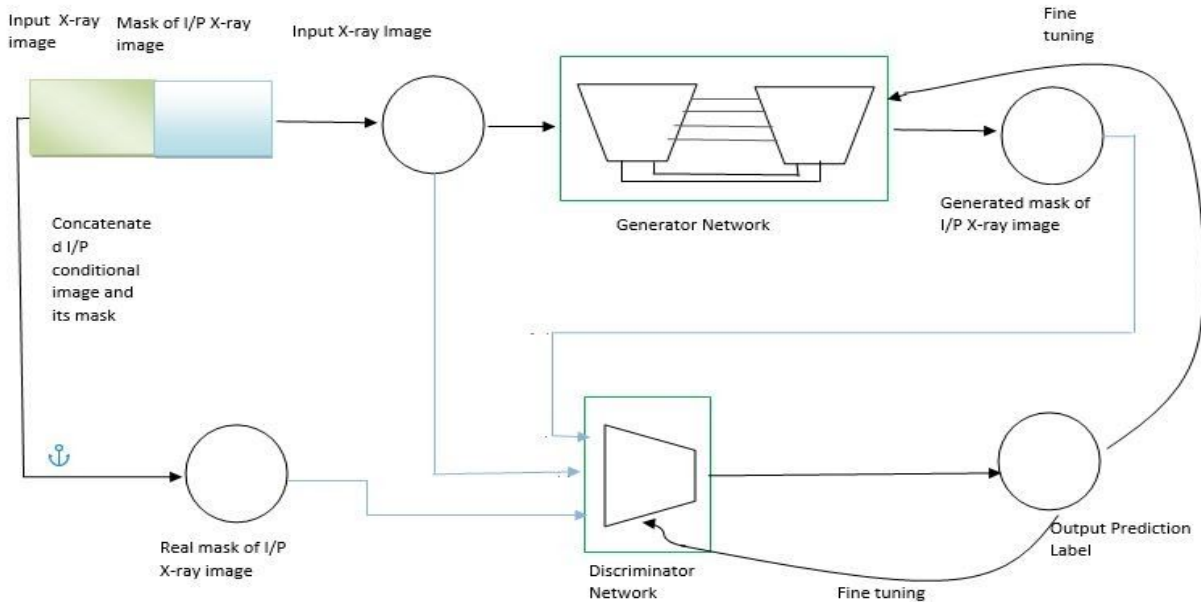 Input X-ray
image
Mask of I/P X-ray
image
Input X-ray Image
Fine
tuning
Generator Network
Generated mask of
I/P X-ray image
Concatenate
d I/P
conditional
image and
its mask
Real mask of I/P
X-ray image
Discriminator
Network
Output Prediction
Label
Fine tuning